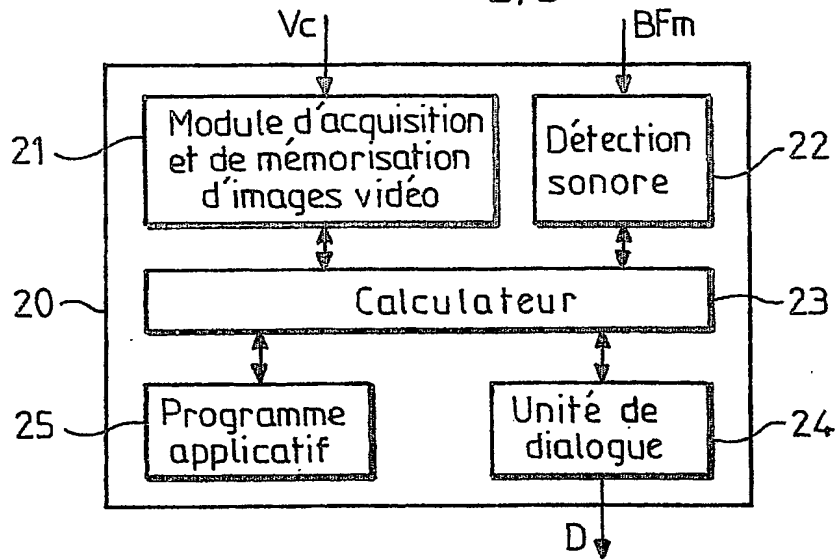 Vc
BFm
21
Module d'acquisition
et de mémorisation
d'images vidéo
Détection
sonore
22
20
Calculateur
23
25
Programme
applicatif
Unité de
dialogue
24
D